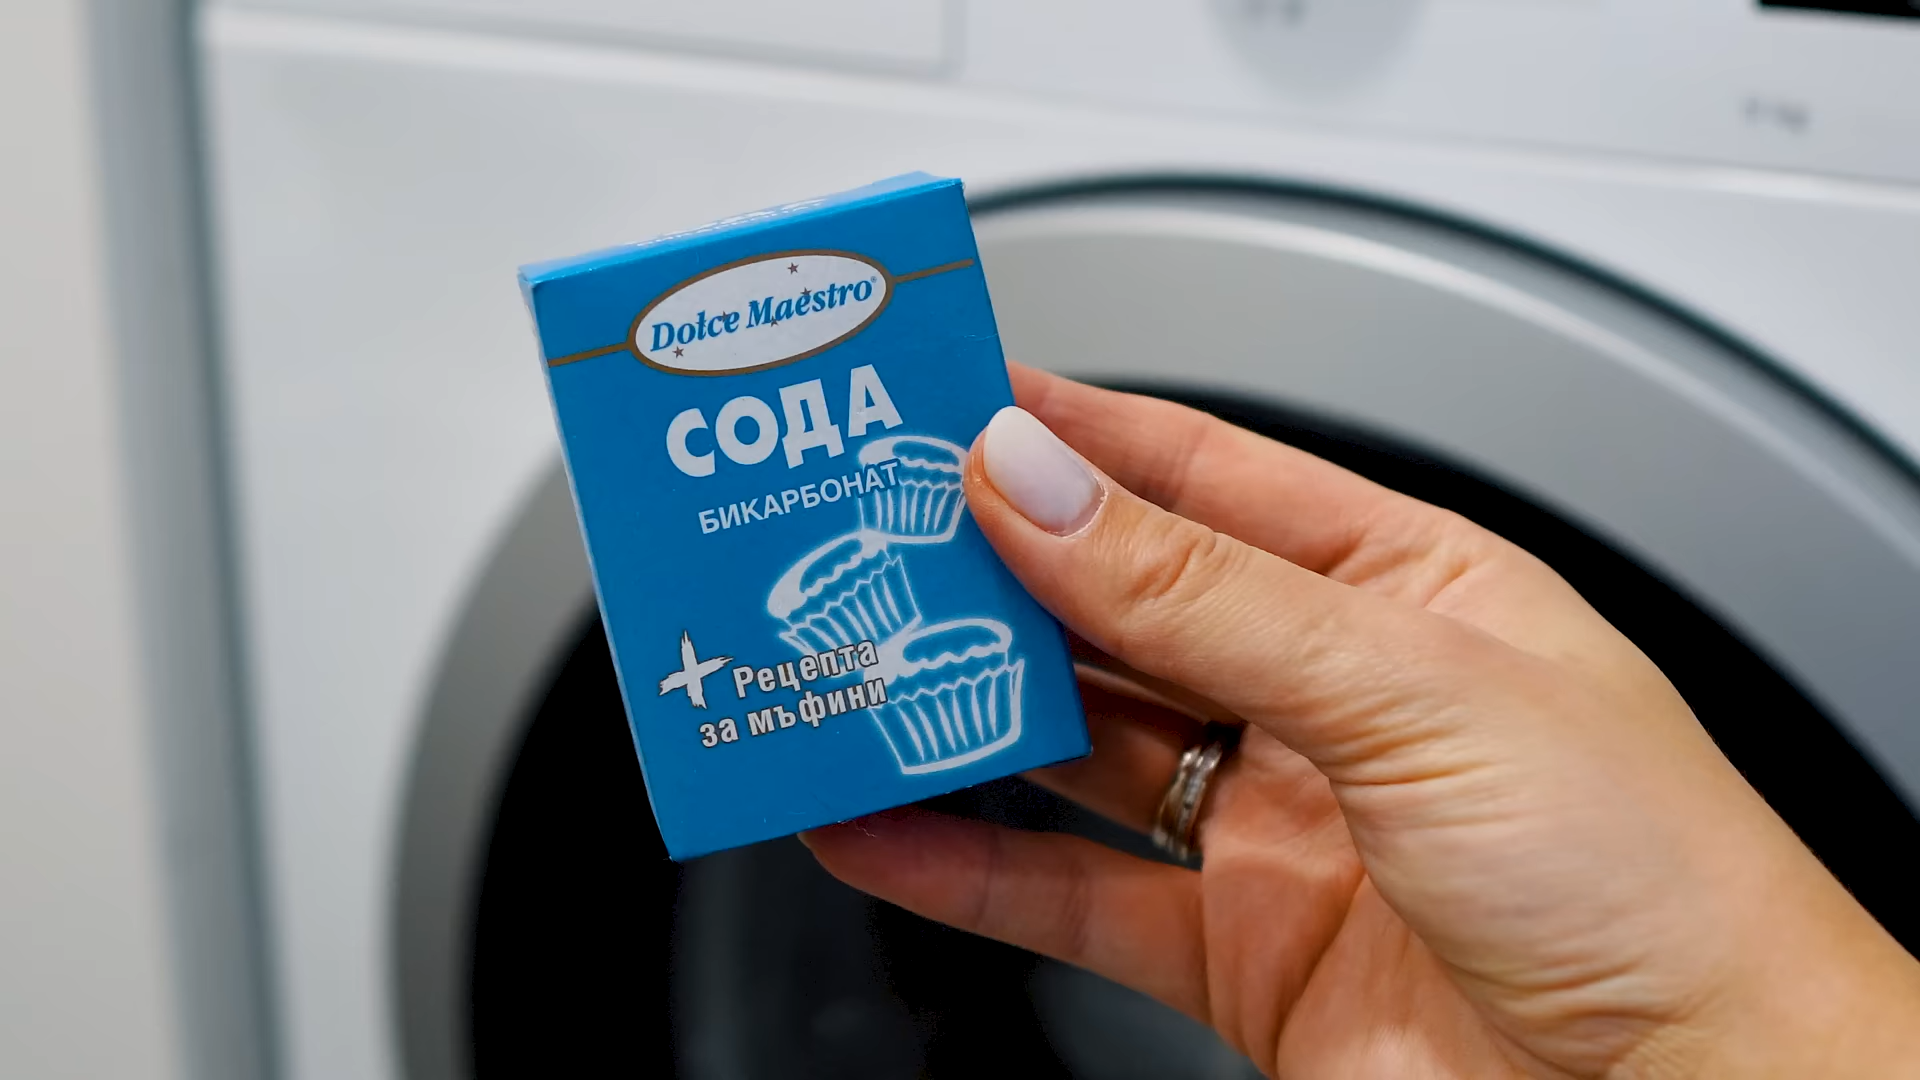 Dolce Maestro®
СОДА
БИКАРБОНАТ
+ Рецепта
за мъфини